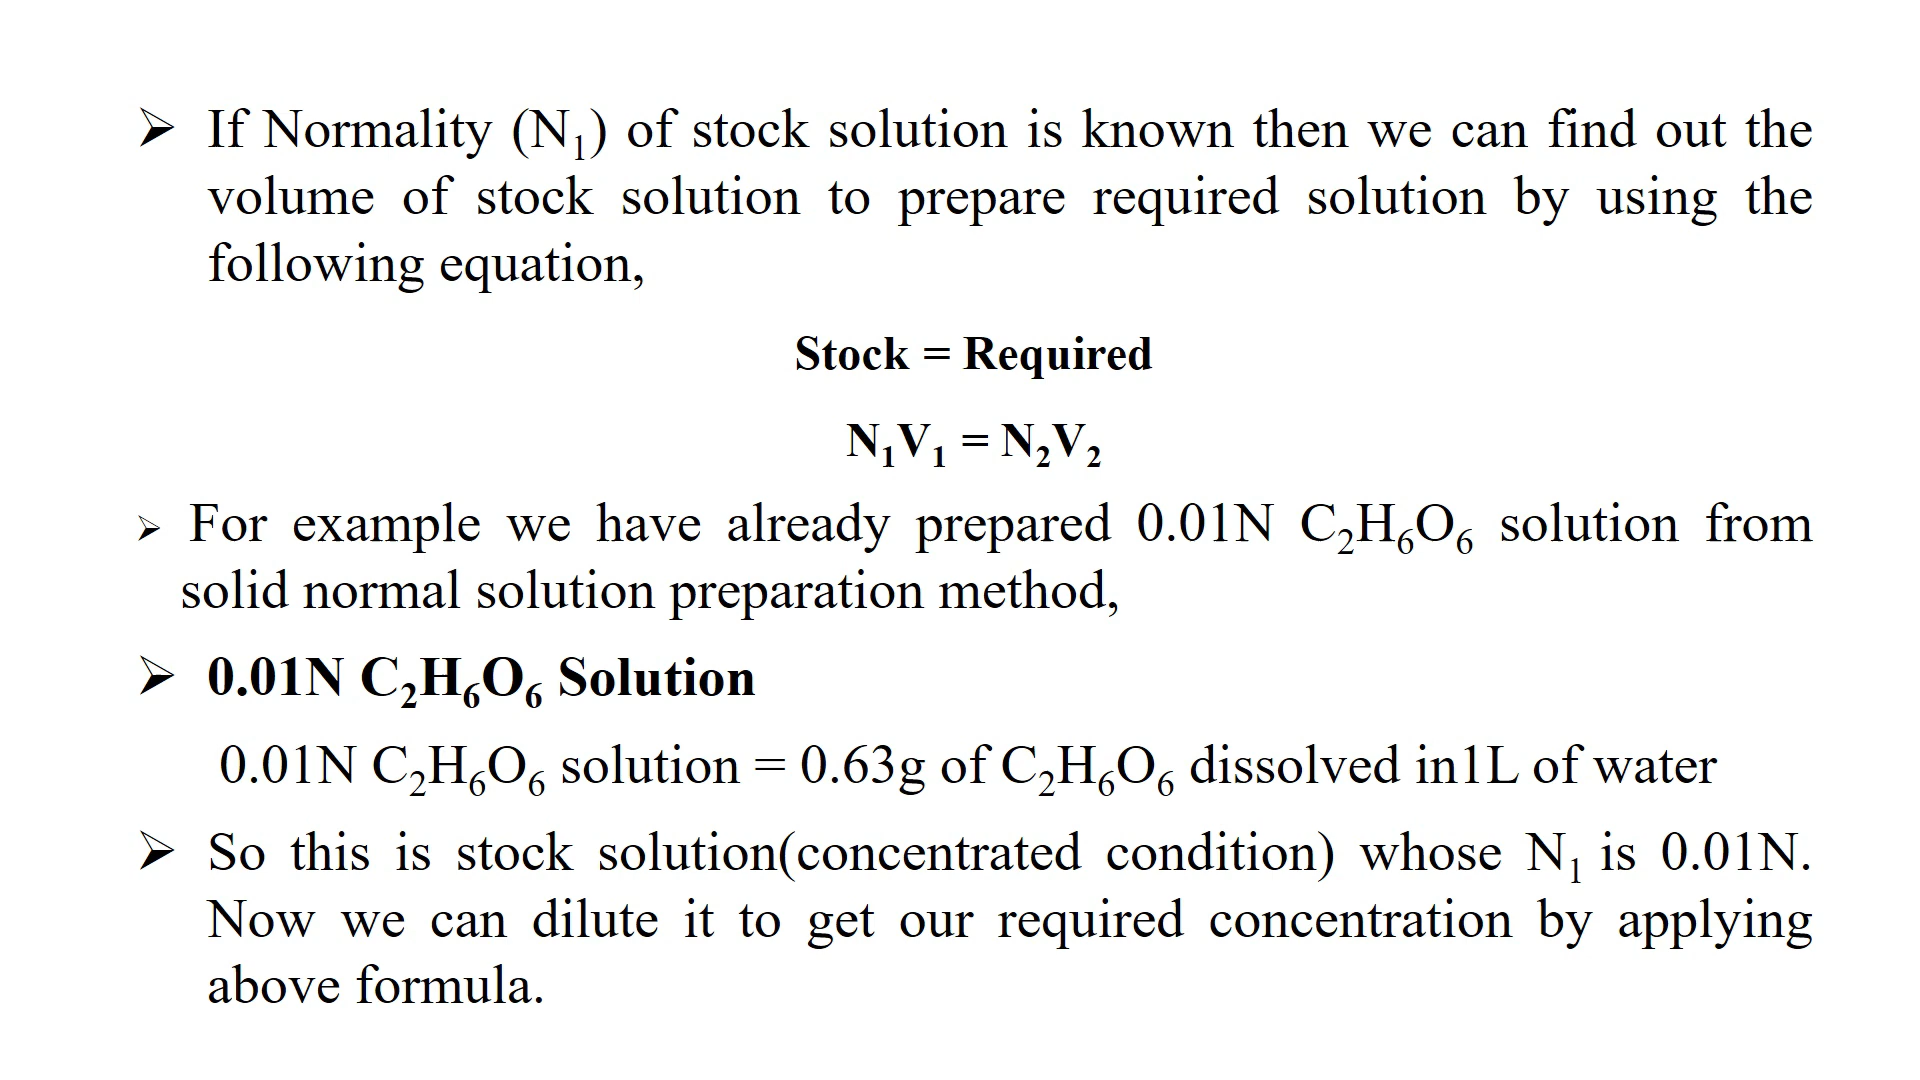 ➢ If Normality (N₁) of stock solution is known then we can find out the
volume of stock solution to prepare required solution by using the
following equation,
Stock = Required
N₁V₁ = N₂V₂
➢ For example we have already prepared 0.01N C₂H₆O₆ solution from
solid normal solution preparation method,
➢ 0.01N C₂H₆O₆ Solution
0.01N C₂H₆O₆ solution = 0.63g of C₂H₆O₆ dissolved in1L of water
➢ So this is stock solution(concentrated condition) whose N₁ is 0.01N.
Now we can dilute it to get our required concentration by applying
above formula.